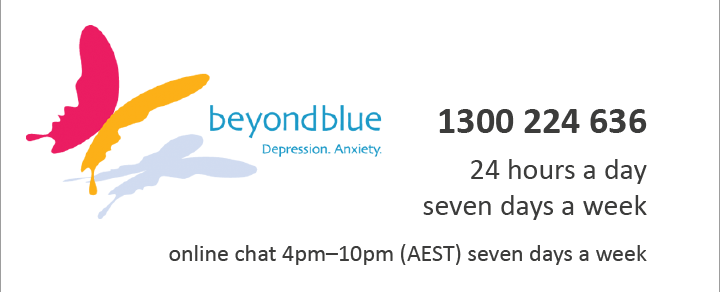 beyondblue
Depression. Anxiety.
1300 224 636
24 hours a day
seven days a week
online chat 4pm–10pm (AEST) seven days a week